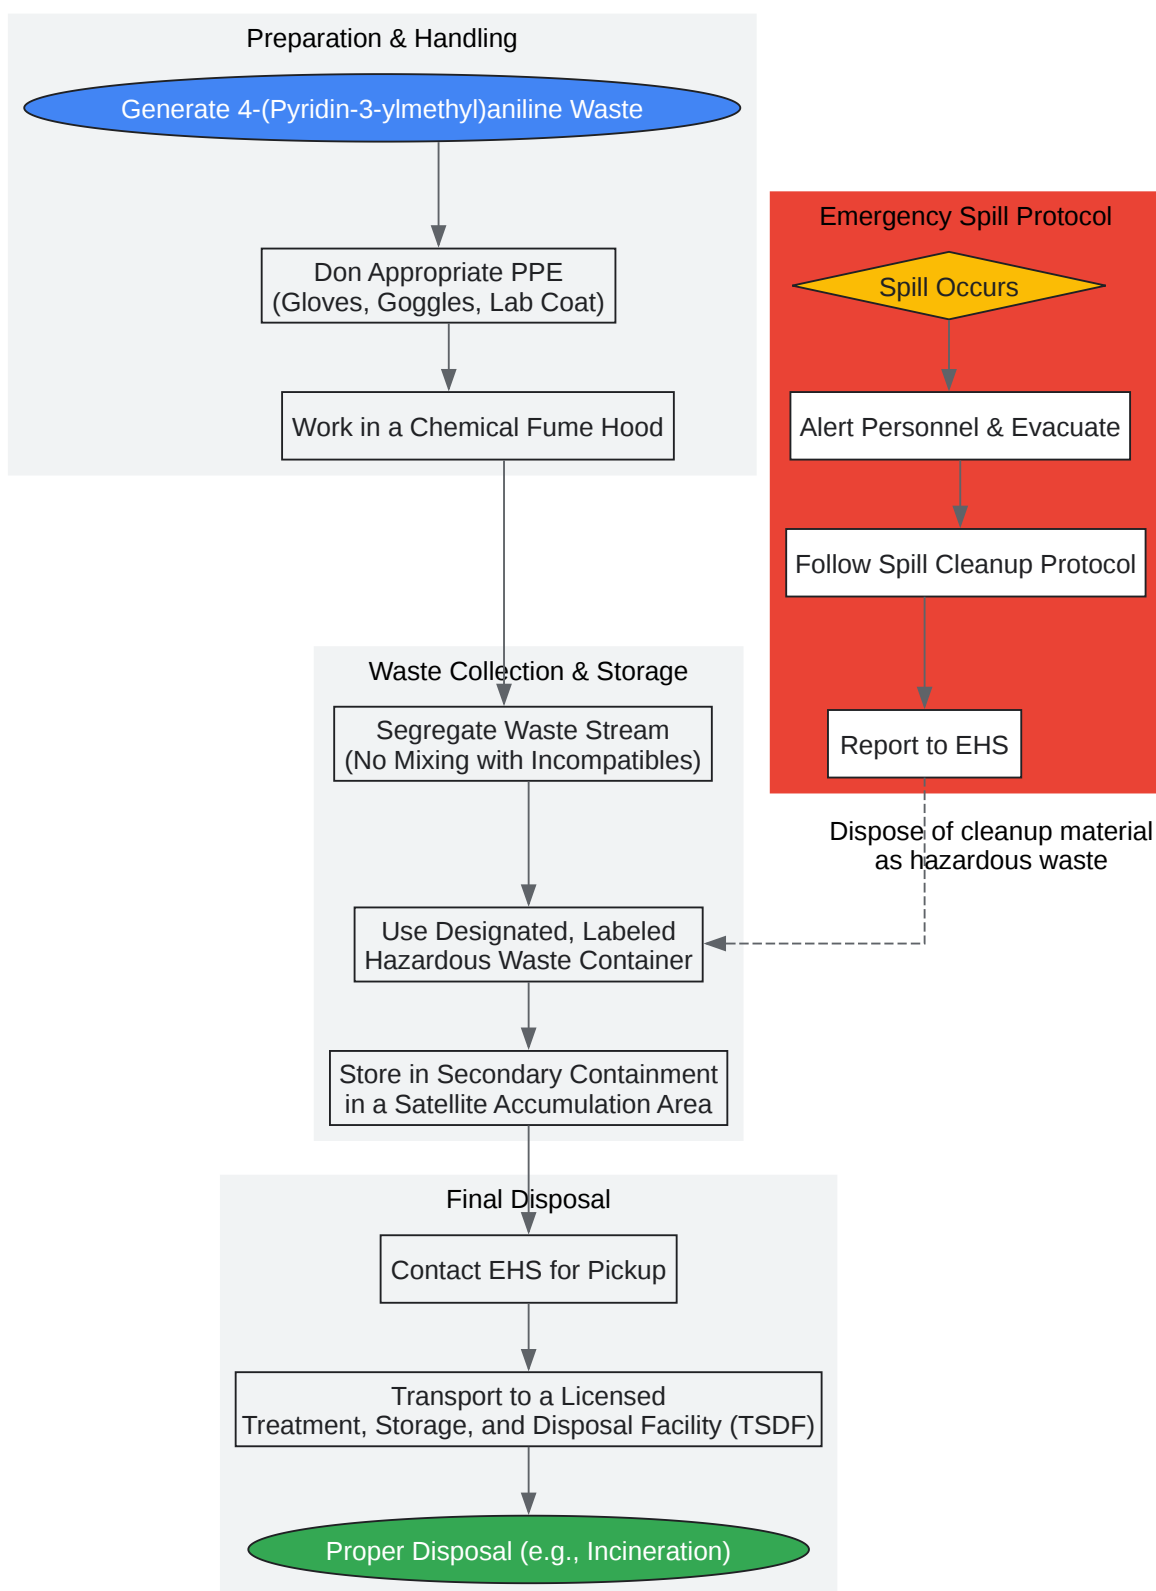 Preparation & Handling
Generate 4-(Pyridin-3-ylmethyl)aniline Waste
Don Appropriate PPE
(Gloves, Goggles, Lab Coat)
Work in a Chemical Fume Hood
Emergency Spill Protocol
Spill Occurs
Alert Personnel & Evacuate
Follow Spill Cleanup Protocol
Report to EHS
Dispose of cleanup material
as hazardous waste
Waste Collection & Storage
Segregate Waste Stream
(No Mixing with Incompatibles)
Use Designated, Labeled
Hazardous Waste Container
Store in Secondary Containment
in a Satellite Accumulation Area
Final Disposal
Contact EHS for Pickup
Transport to a Licensed
Treatment, Storage, and Disposal Facility (TSDF)
Proper Disposal (e.g., Incineration)